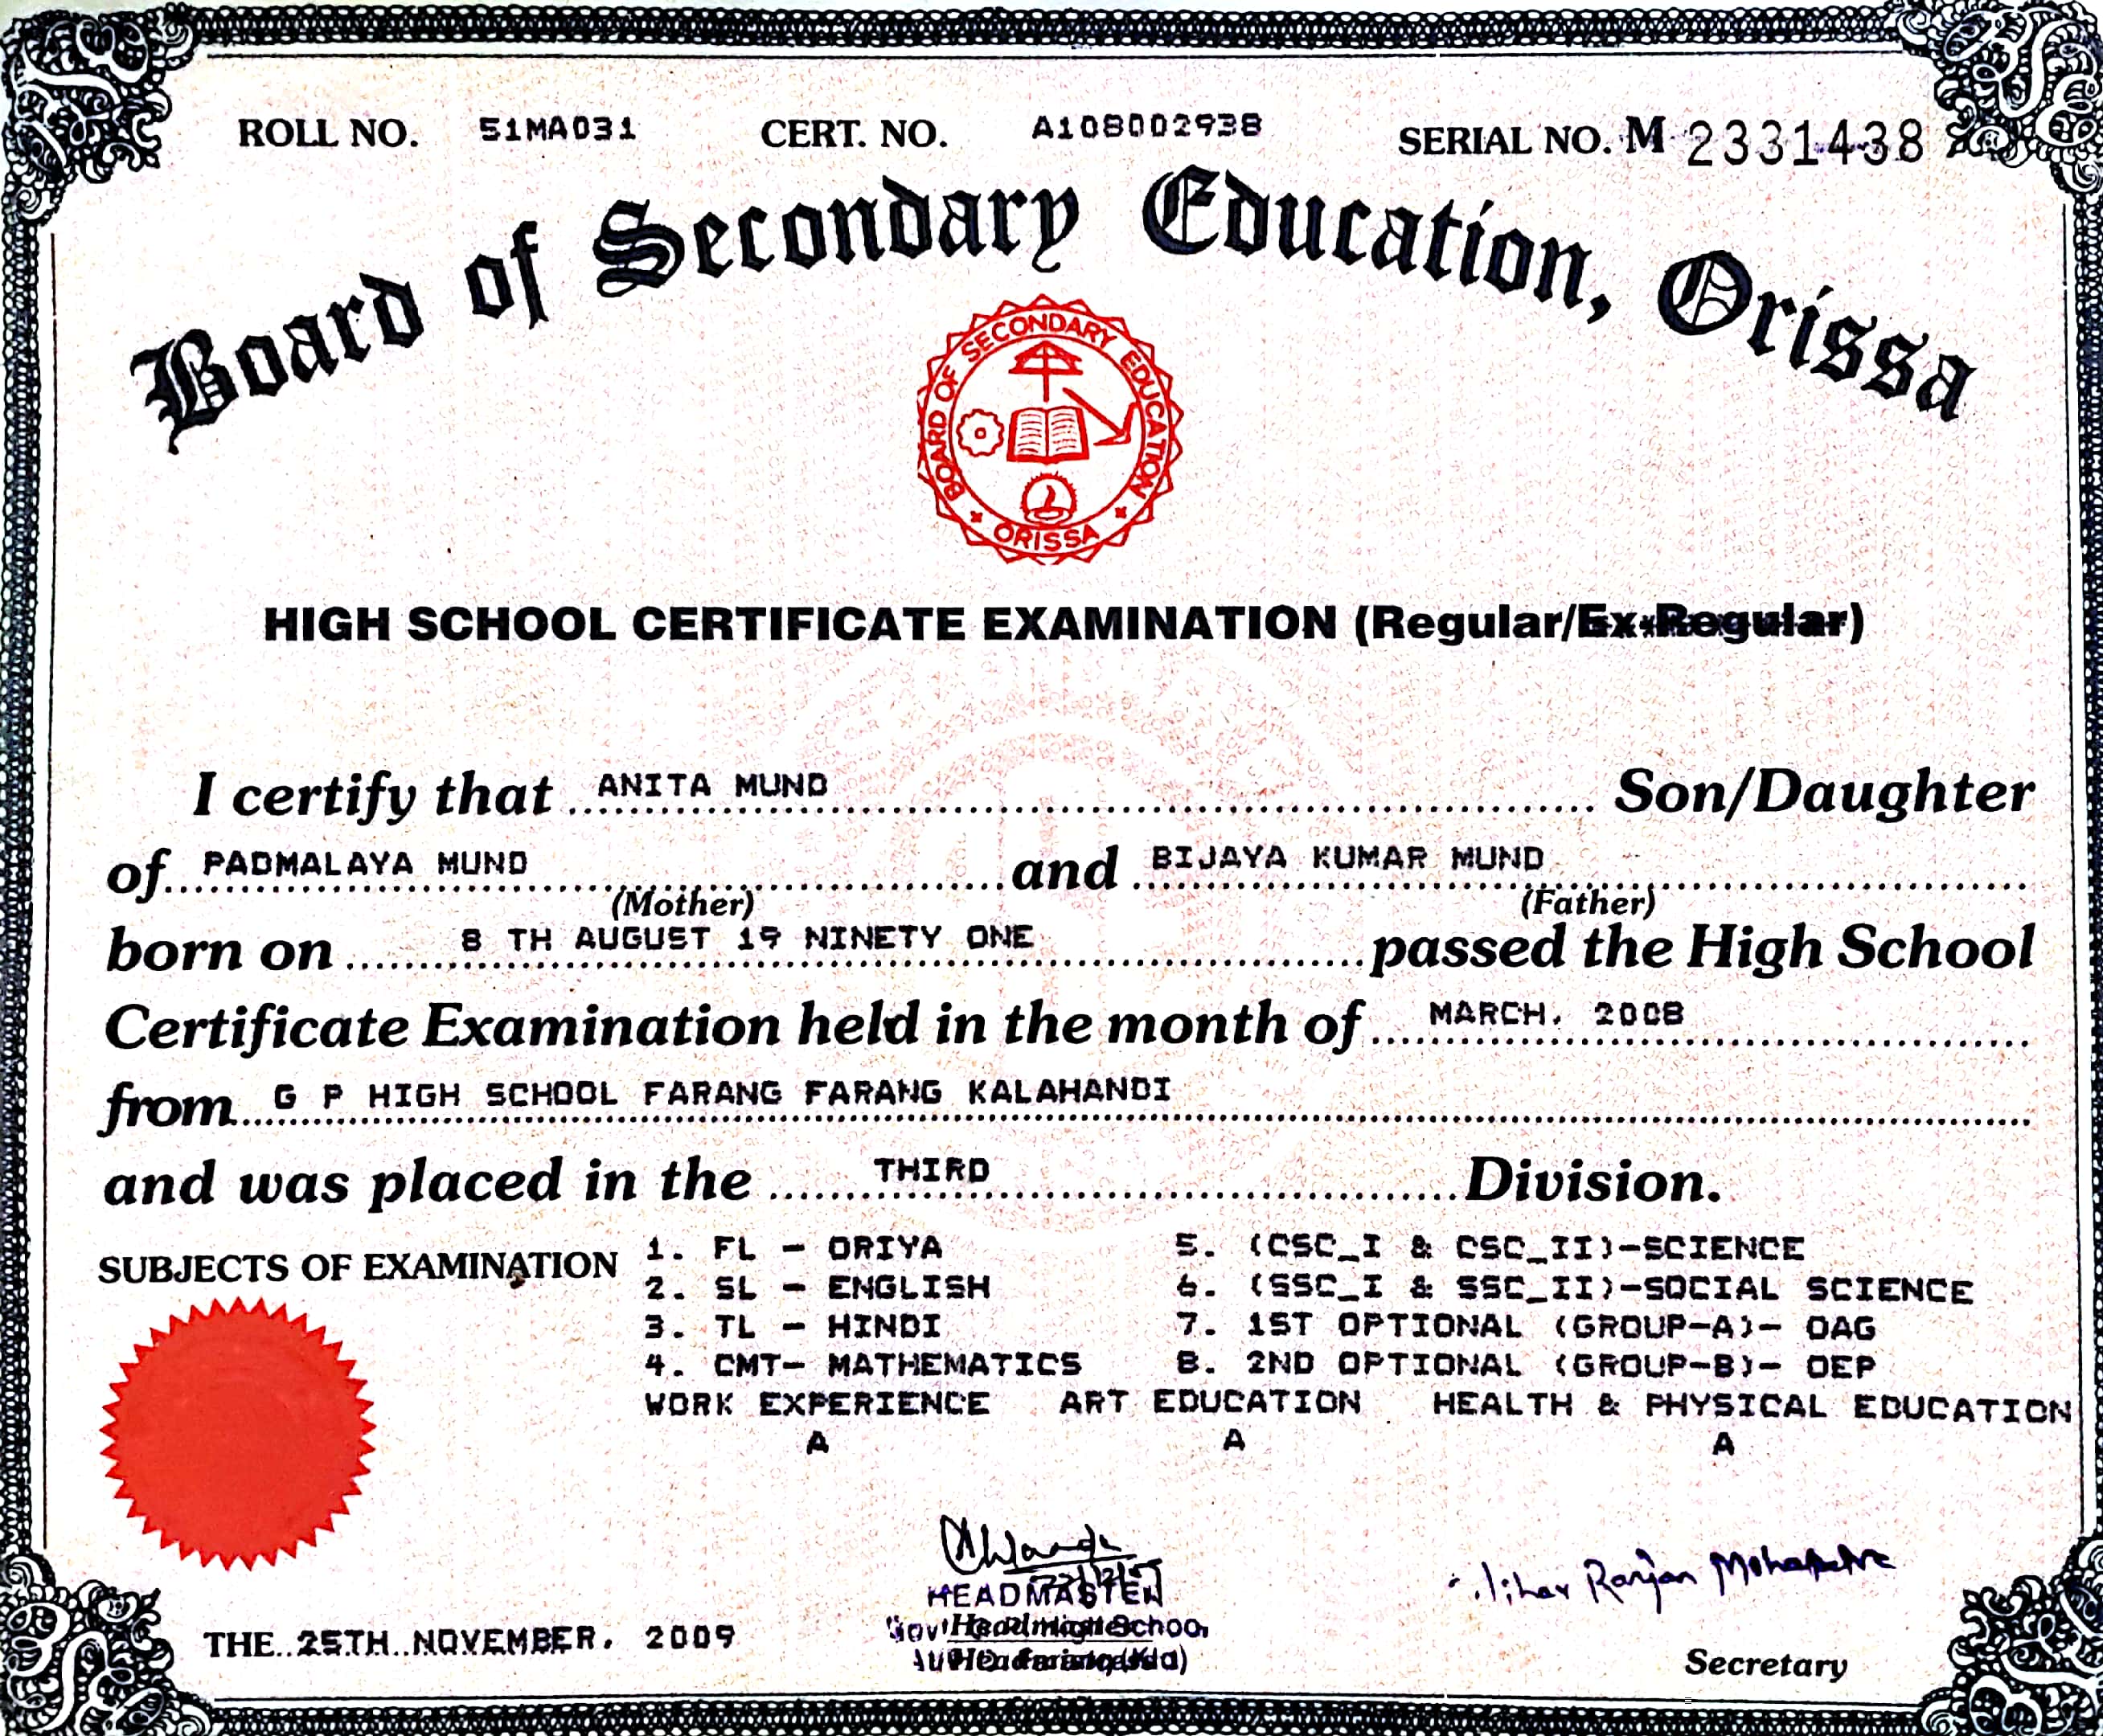 ROLL NO. 51MA031 CERT. NO. A108002938 SERIAL NO. M 2331438
Board of Secondary Education, Orissa
BOARD OF SECONDARY EDUCATION
ORISSA
HIGH SCHOOL CERTIFICATE EXAMINATION (Regular/Ex-Regular)
I certify that ANITA MUND Son/Daughter
of PADMALAYA MUND and BIJAYA KUMAR MUND
(Mother) (Father)
born on 8 TH AUGUST 19 NINETY ONE passed the High School
Certificate Examination held in the month of MARCH, 2008
from G P HIGH SCHOOL FARANG FARANG KALAHANDI
and was placed in the THIRD Division.
SUBJECTS OF EXAMINATION
1. FL - ORIYA 5. (CSC_I & CSC_II)-SCIENCE
2. SL - ENGLISH 6. (SSC_I & SSC_II)-SOCIAL SCIENCE
3. TL - HINDI 7. 1ST OPTIONAL (GROUP-A)- OAG
4. CMT- MATHEMATICS 8. 2ND OPTIONAL (GROUP-B)- OEP
WORK EXPERIENCE ART EDUCATION HEALTH & PHYSICAL EDUCATION
A A A
Ranjan Mohapatra
HEADMASTER
THE 25TH NOVEMBER, 2009
Secretary